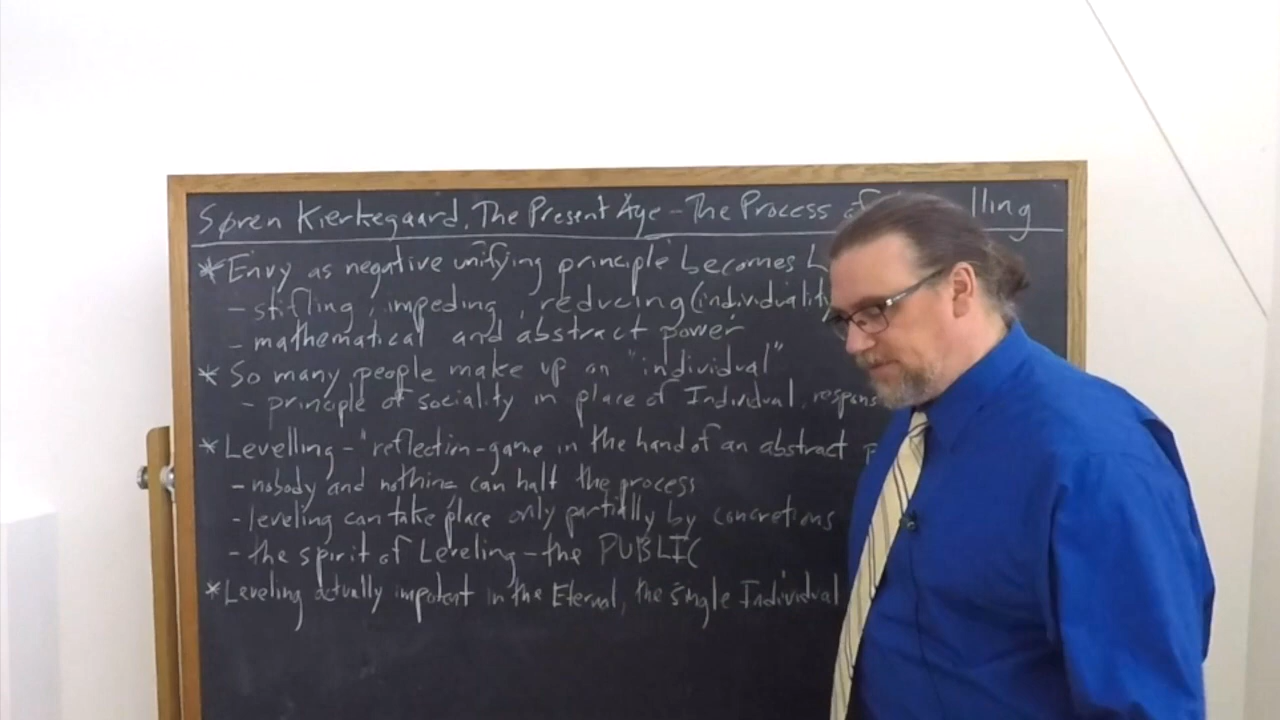 Søren Kierkegaard, The Present Age - The Process of lling
* Envy as negative unifying principle becomes
- stifling, impeding, reducing (individuality
- mathematical and abstract power
* So many people make up an "individual"
- principle of sociality in place of Individual, respons
* Levelling - "reflection-game in the hand of an abstract p
- nobody and nothing can halt the process
- leveling can take place only partially by concretions
- the spirit of Leveling - the PUBLIC
* Leveling actually impotent in the Eternal, the single Individual